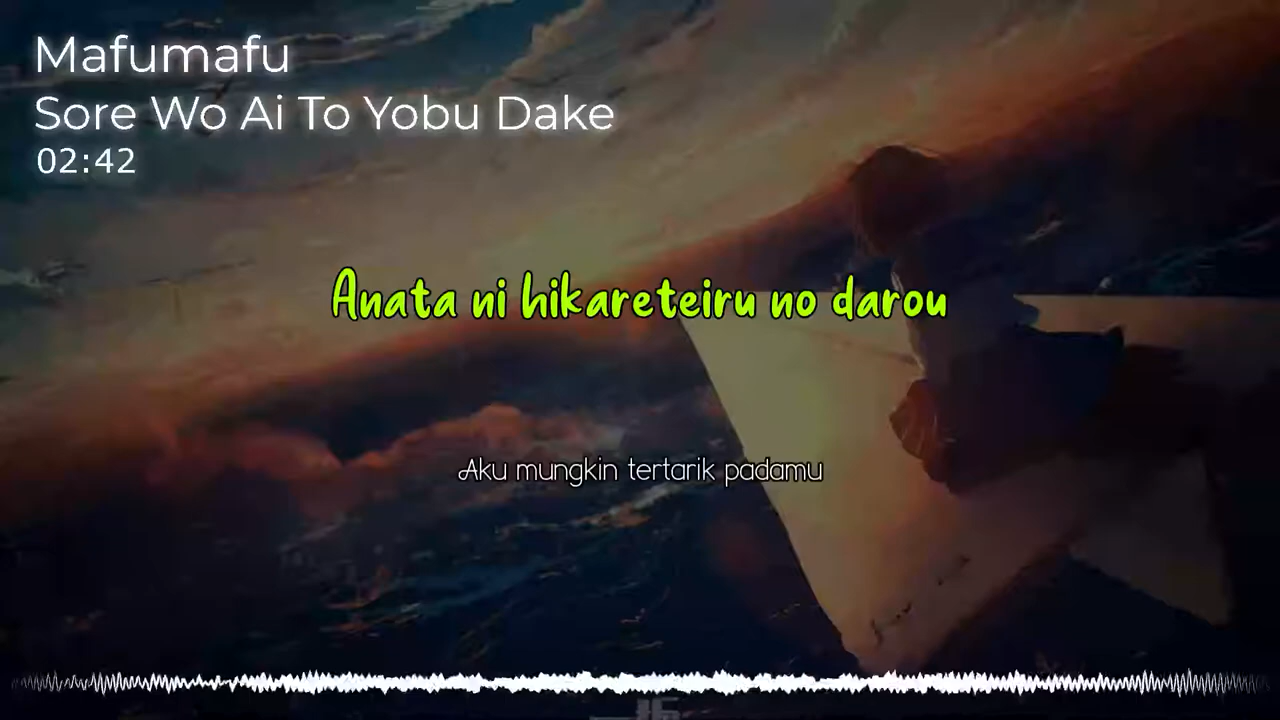 Mafumafu
Sore Wo Ai To Yobu Dake
02:42
Anata ni hikareteiru no darou
Aku mungkin tertarik padamu